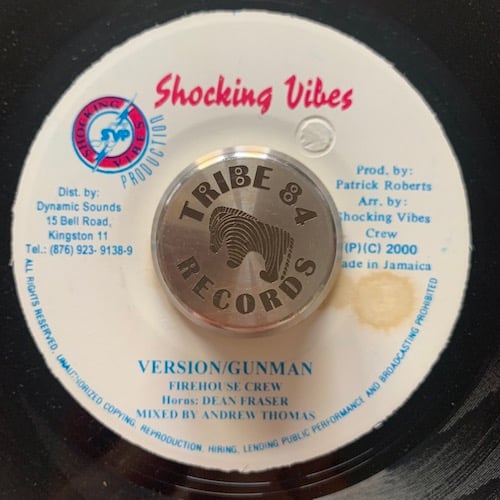 Shocking Vibes
SHOCKING VIBES
SVP
PRODUCTION
Dist. by:
Dynamic Sounds
15 Bell Road,
Kingston 11
Tel.: (876) 923- 9138-9
Prod. by:
Patrick Roberts
Arr. by:
Shocking Vibes
Crew
(P)(C) 2000
ade in Jamaica
TRIBE 84
RECORDS
VERSION/GUNMAN
FIREHOUSE CREW
Horns: DEAN FRASER
MIXED BY ANDREW THOMAS
ALL RIGHTS RESERVED. UNAUTHORIZED COPYING, REPRODUCTION, HIRING, LENDING PUBLIC PERFORMANCE AND BROADCASTING PROHIBITED